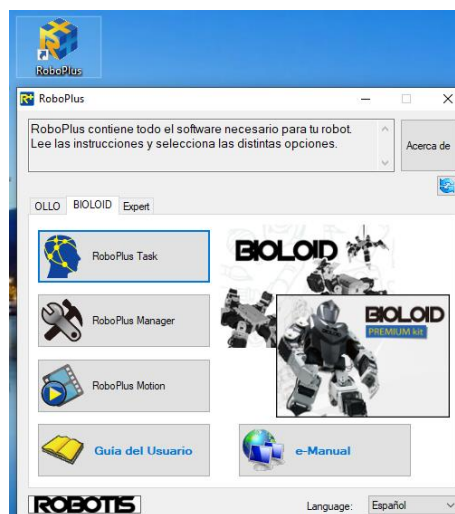 RoboPlus
RoboPlus
RoboPlus contiene todo el software necesario para tu robot.
Lee las instrucciones y selecciona las distintas opciones.
Acerca de
OLLO BIOLOID Expert
RoboPlus Task
BIOLOID
RoboPlus Manager
BIOLOID
PREMIUM kit
RoboPlus Motion
Guía del Usuario
e-Manual
ROBOTIS
Language: Español